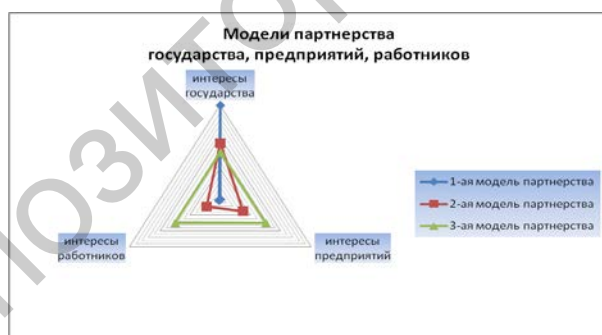 Модели партнерства
государства, предприятий, работников
интересы
государства
интересы
работников
интересы
предприятий
1-ая модель партнерства
2-ая модель партнерства
3-ая модель партнерства
ПОЗИТО